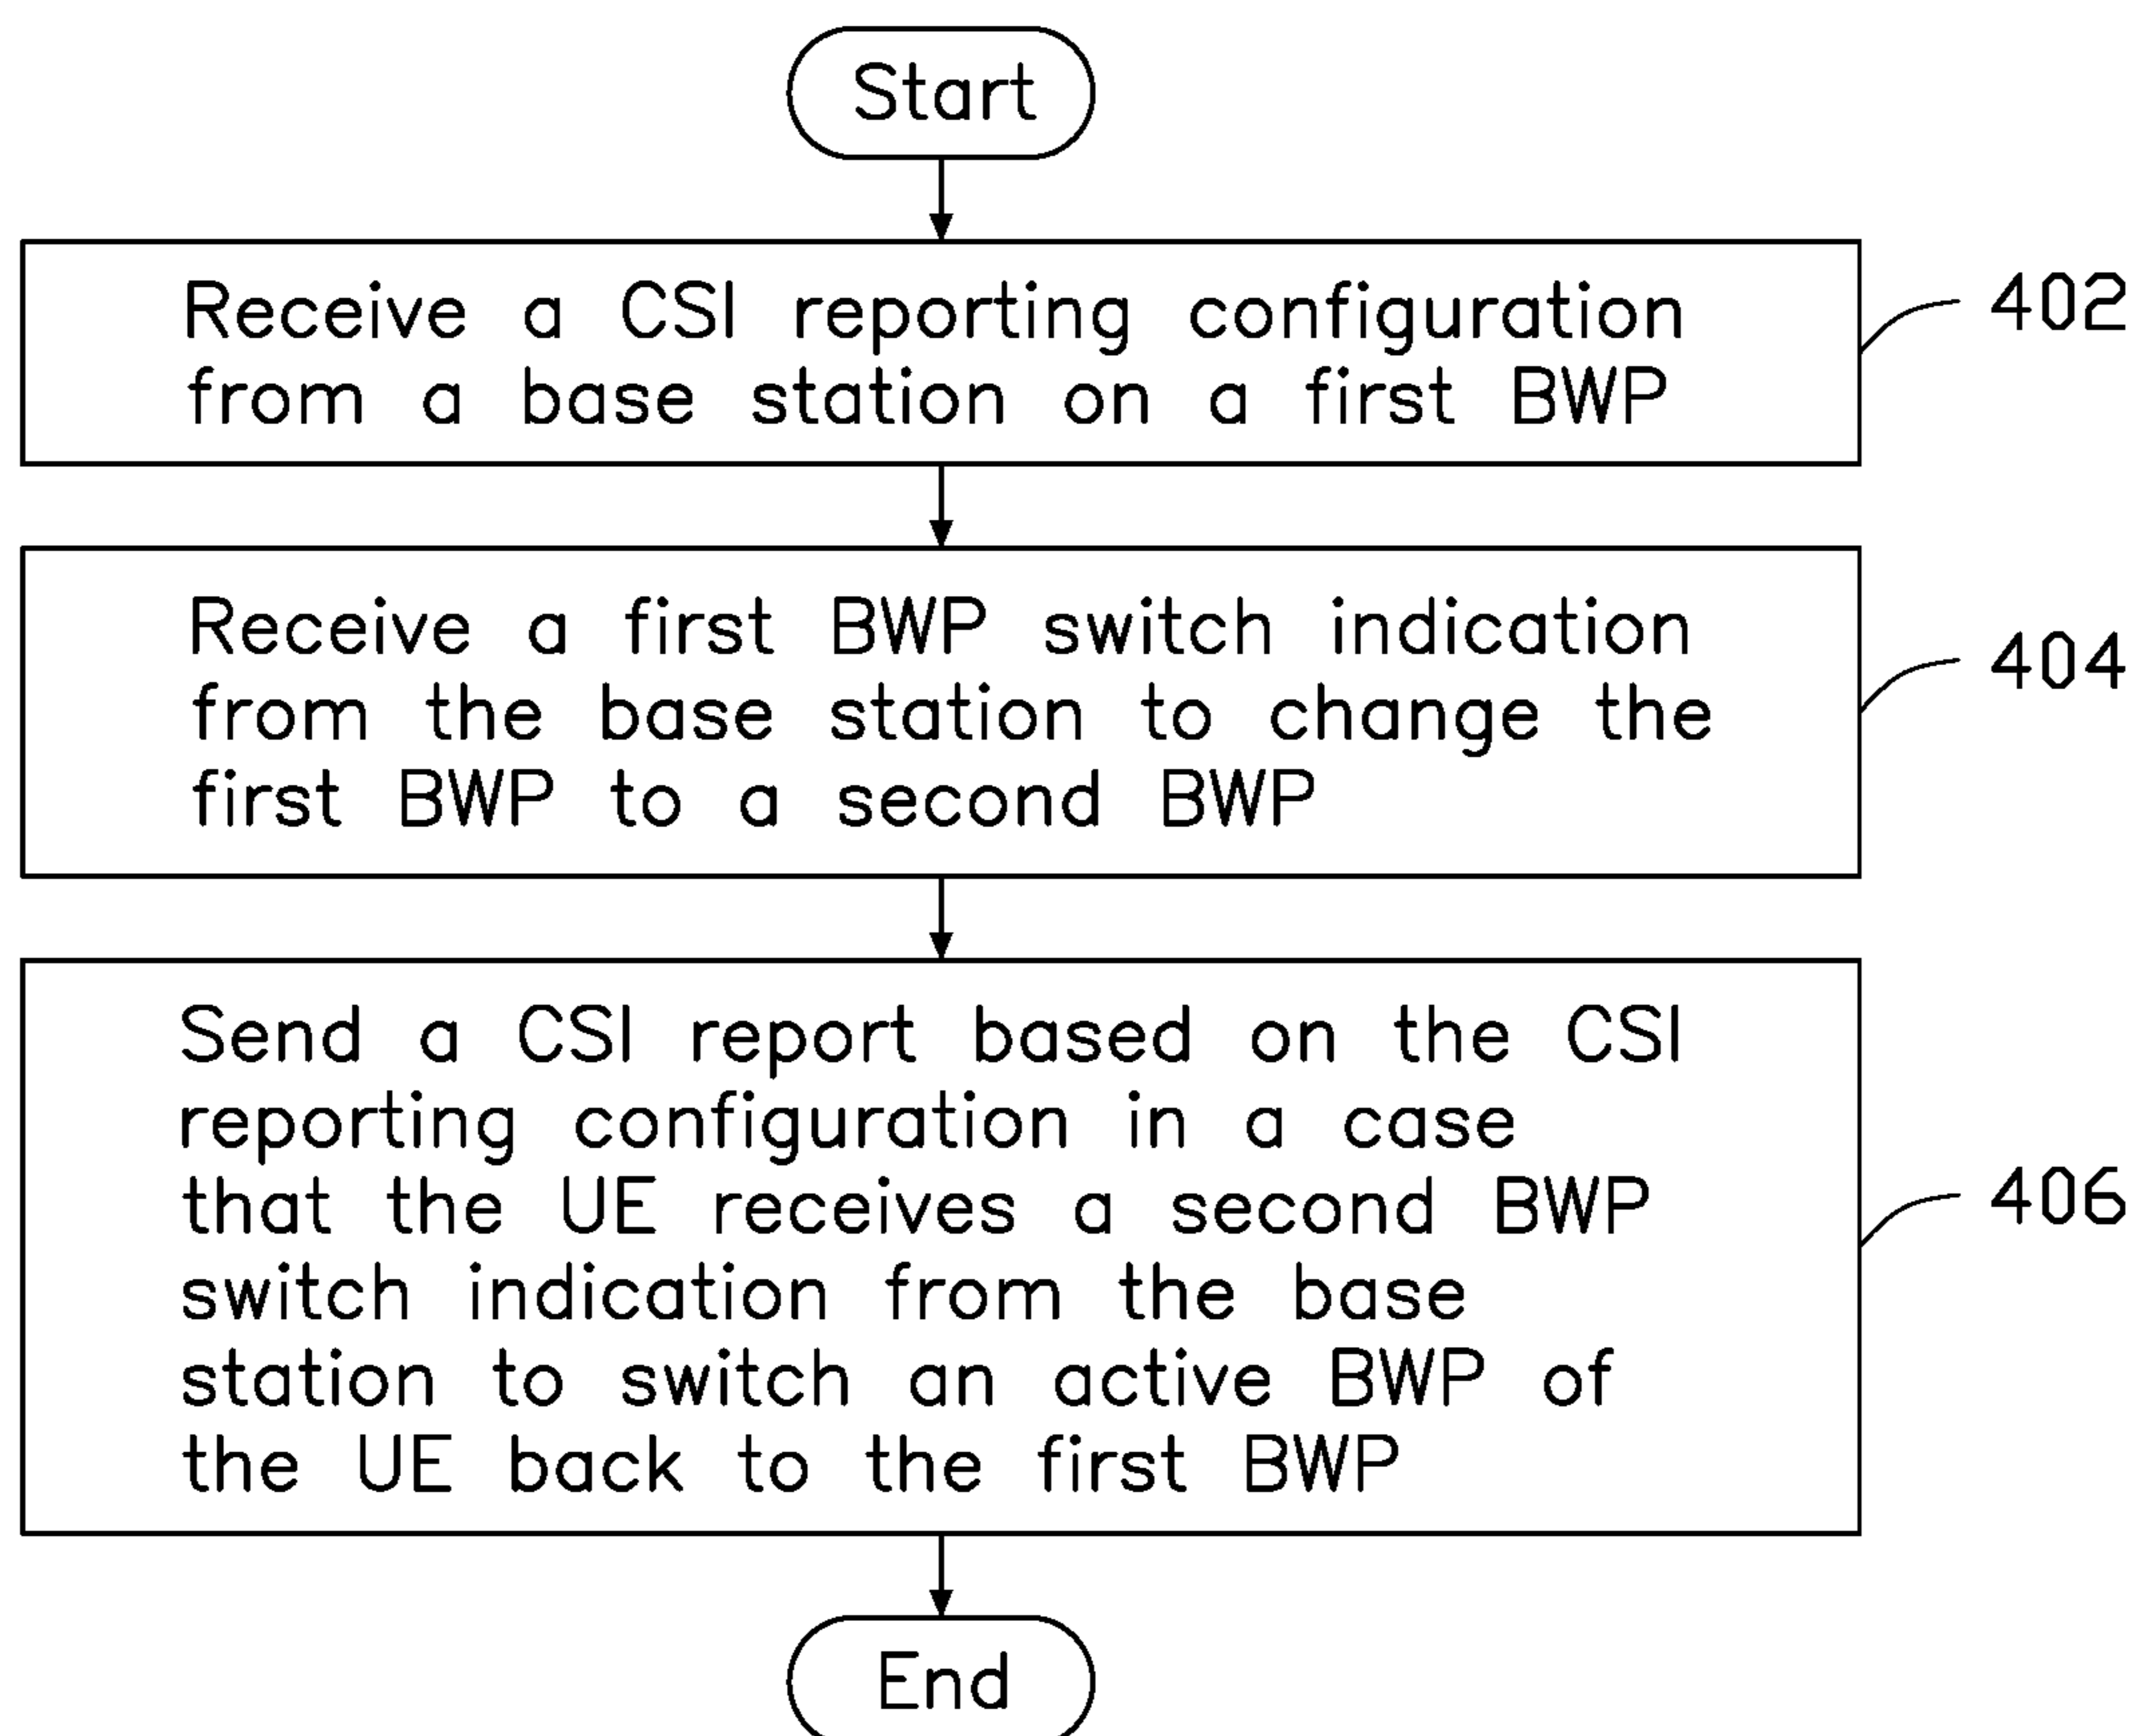 Start
Receive a CSI reporting configuration
from a base station on a first BWP
402
Receive a first BWP switch indication
from the base station to change the
first BWP to a second BWP
404
Send a CSI report based on the CSI
reporting configuration in a case
that the UE receives a second BWP
switch indication from the base
station to switch an active BWP of
the UE back to the first BWP
406
End